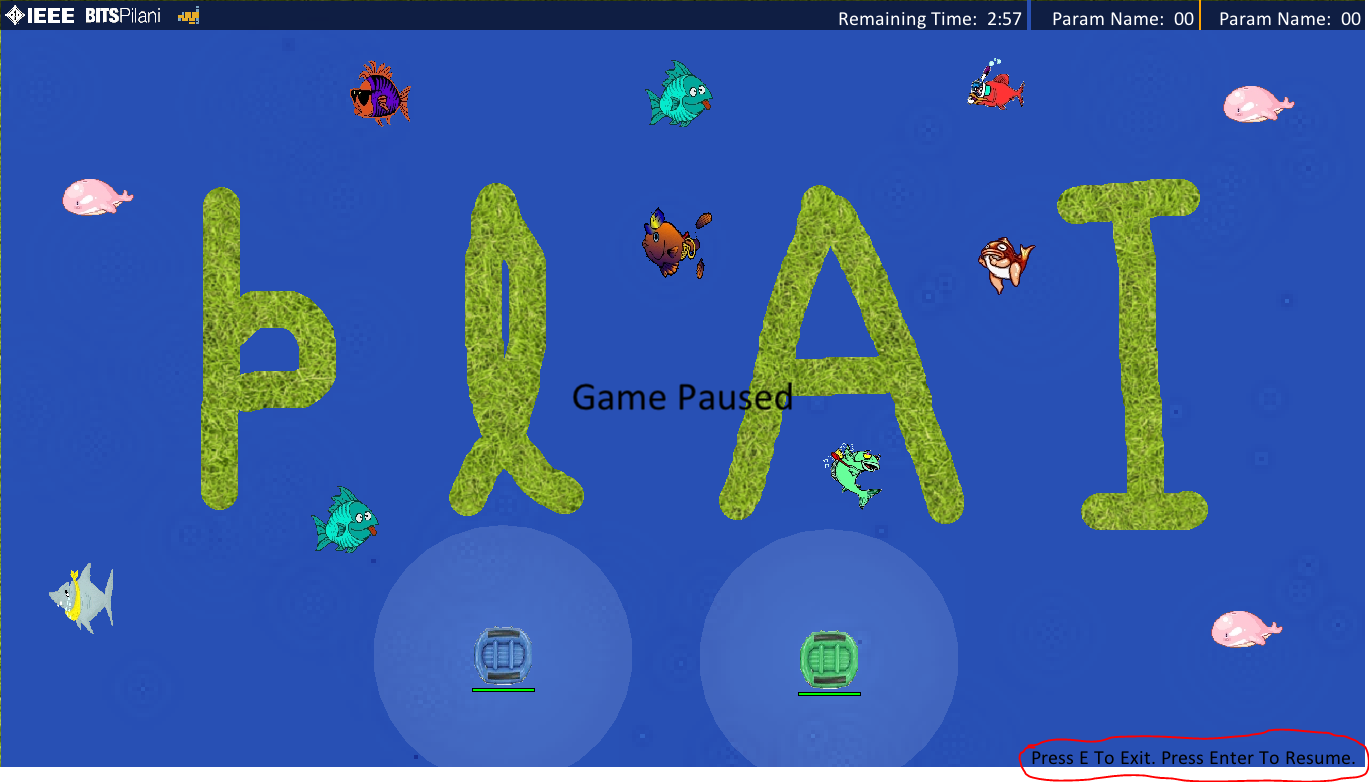 IEEE BITSPilani Remaining Time: 2:57 Param Name: 00 Param Name: 00
PlAI
Game Paused
Press E To Exit. Press Enter To Resume.